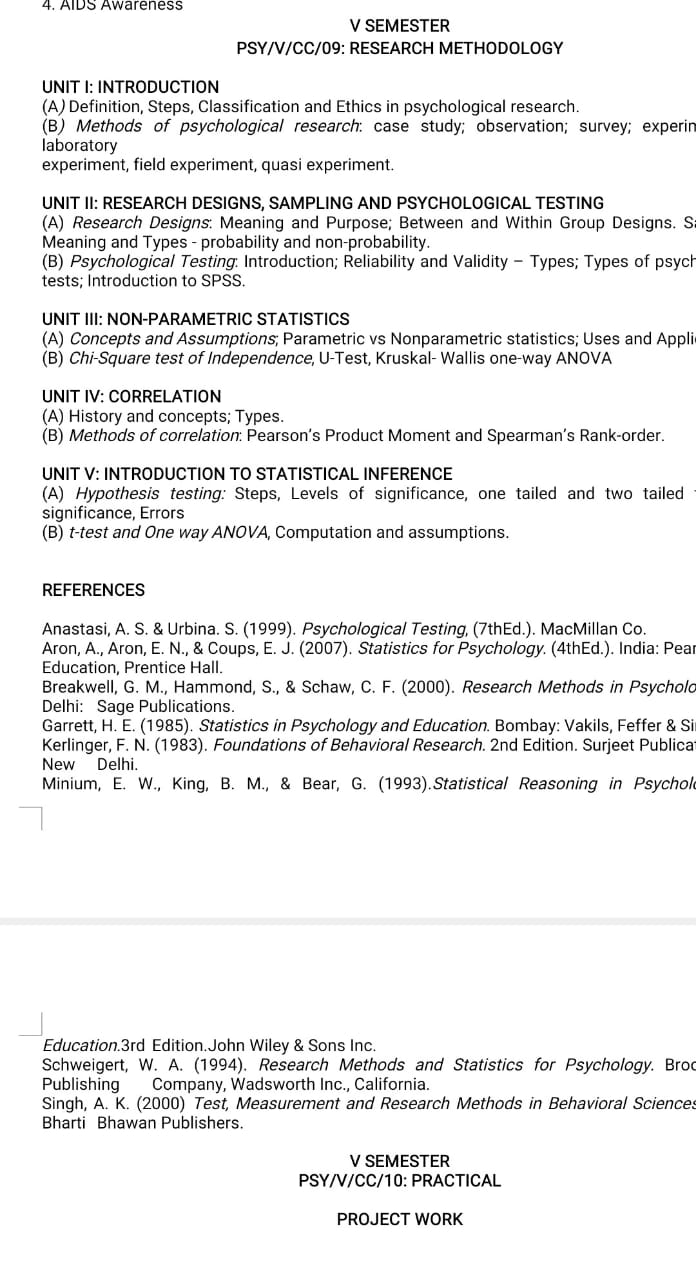 4. AIDS Awareness
V SEMESTER
PSY/V/CC/09: RESEARCH METHODOLOGY
UNIT I: INTRODUCTION
(A) Definition, Steps, Classification and Ethics in psychological research.
(B) Methods of psychological research: case study; observation; survey; experim
laboratory
experiment, field experiment, quasi experiment.
UNIT II: RESEARCH DESIGNS, SAMPLING AND PSYCHOLOGICAL TESTING
(A) Research Designs: Meaning and Purpose; Between and Within Group Designs. Sa
Meaning and Types - probability and non-probability.
(B) Psychological Testing: Introduction; Reliability and Validity – Types; Types of psych
tests; Introduction to SPSS.
UNIT III: NON-PARAMETRIC STATISTICS
(A) Concepts and Assumptions; Parametric vs Nonparametric statistics; Uses and Appli
(B) Chi-Square test of Independence, U-Test, Kruskal- Wallis one-way ANOVA
UNIT IV: CORRELATION
(A) History and concepts; Types.
(B) Methods of correlation: Pearson's Product Moment and Spearman's Rank-order.
UNIT V: INTRODUCTION TO STATISTICAL INFERENCE
(A) Hypothesis testing: Steps, Levels of significance, one tailed and two tailed
significance, Errors
(B) t-test and One way ANOVA, Computation and assumptions.
REFERENCES
Anastasi, A. S. & Urbina. S. (1999). Psychological Testing, (7thEd.). MacMillan Co.
Aron, A., Aron, E. N., & Coups, E. J. (2007). Statistics for Psychology. (4thEd.). India: Pear
Education, Prentice Hall.
Breakwell, G. M., Hammond, S., & Schaw, C. F. (2000). Research Methods in Psycholo
Delhi: Sage Publications.
Garrett, H. E. (1985). Statistics in Psychology and Education. Bombay: Vakils, Feffer & Si
Kerlinger, F. N. (1983). Foundations of Behavioral Research. 2nd Edition. Surjeet Publica
New Delhi.
Minium, E. W., King, B. M., & Bear, G. (1993).Statistical Reasoning in Psycholo
Education.3rd Edition.John Wiley & Sons Inc.
Schweigert, W. A. (1994). Research Methods and Statistics for Psychology. Broo
Publishing Company, Wadsworth Inc., California.
Singh, A. K. (2000) Test, Measurement and Research Methods in Behavioral Sciences
Bharti Bhawan Publishers.
V SEMESTER
PSY/V/CC/10: PRACTICAL
PROJECT WORK